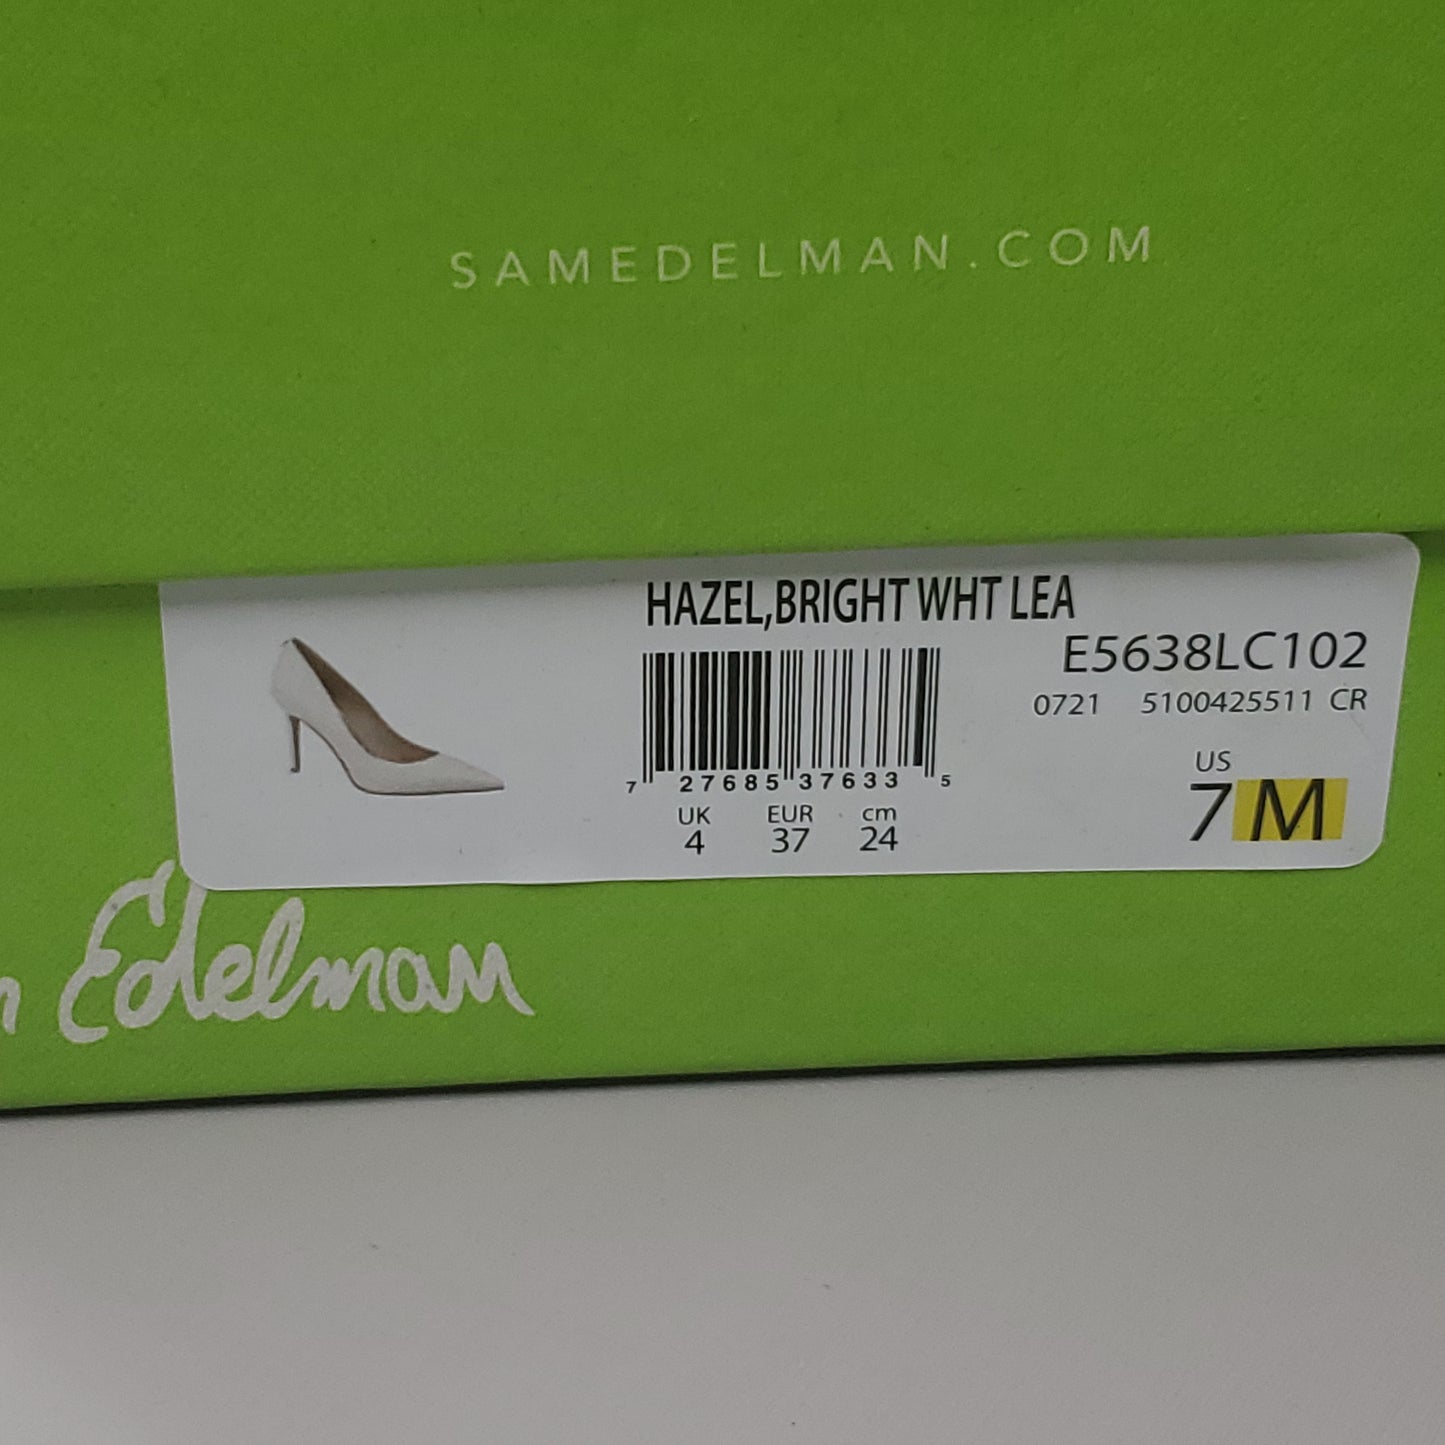 SAMEDELMAN.COM
HAZEL,BRIGHT WHT LEA
E5638LC102
0721 5100425511 CR
7 27685 37633 5
UK EUR cm
4 37 24
US
7 M
Edelman